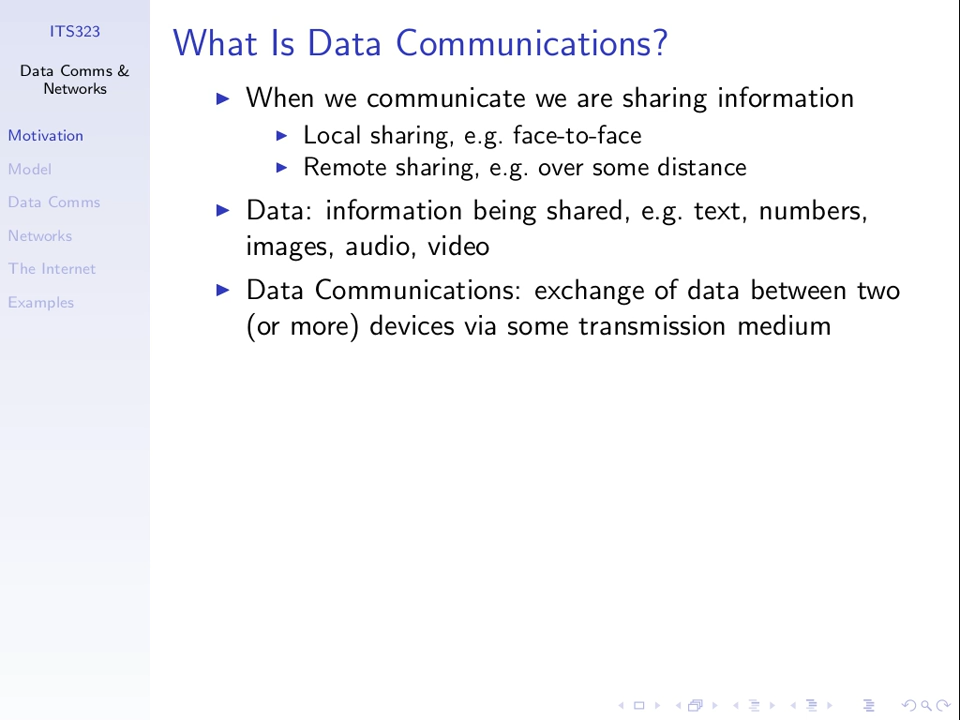 ITS323
Data Comms &
Networks
Motivation
Model
Data Comms
Networks
The Internet
Examples
What Is Data Communications?
When we communicate we are sharing information
Local sharing, e.g. face-to-face
Remote sharing, e.g. over some distance
Data: information being shared, e.g. text, numbers,
images, audio, video
Data Communications: exchange of data between two
(or more) devices via some transmission medium